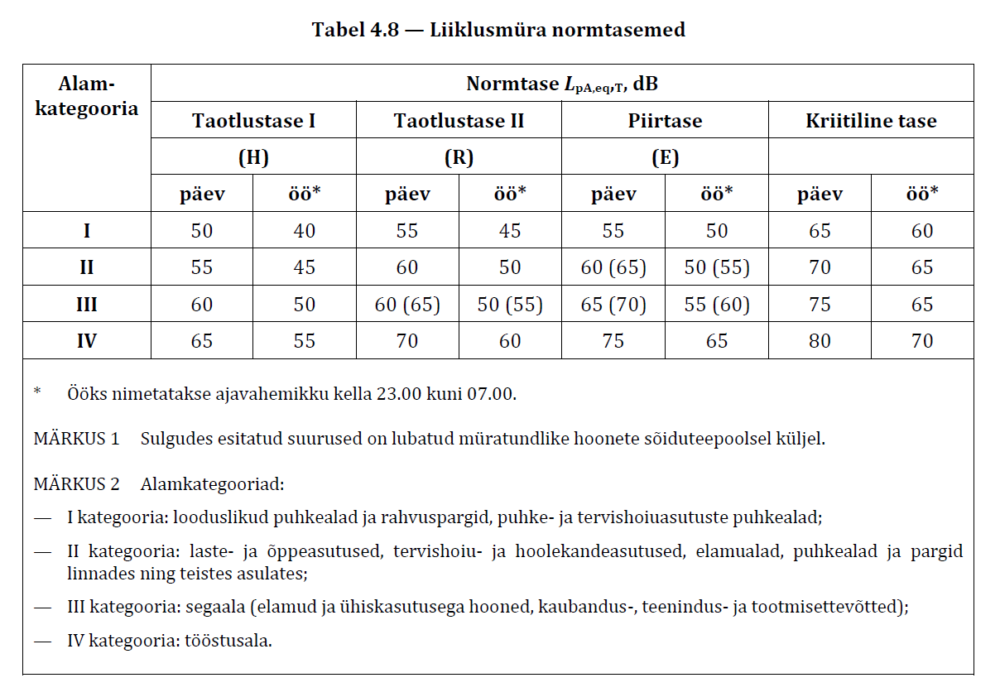 Tabel 4.8 — Liiklusmüra normtasemed
Alam-
kategooria
Normtase LpA,eq,T, dB
Taotlustase I Taotlustase II Piirtase Kriitiline tase
(H) (R) (E)
päev öö* päev öö* päev öö* päev öö*
I 50 40 55 45 55 50 65 60
II 55 45 60 50 60 (65) 50 (55) 70 65
III 60 50 60 (65) 50 (55) 65 (70) 55 (60) 75 65
IV 65 55 70 60 75 65 80 70
* Ööks nimetatakse ajavahemikku kella 23.00 kuni 07.00.
MÄRKUS 1 Sulgudes esitatud suurused on lubatud müratundlike hoonete sõiduteepoolsel küljel.
MÄRKUS 2 Alamkategooriad:
— I kategooria: looduslikud puhkealad ja rahvuspargid, puhke- ja tervishoiuasutuste puhkealad;
— II kategooria: laste- ja õppeasutused, tervishoiu- ja hoolekandeasutused, elamualad, puhkealad ja pargid
linnades ning teistes asulates;
— III kategooria: segaala (elamud ja ühiskasutusega hooned, kaubandus-, teenindus- ja tootmisettevõtted);
— IV kategooria: tööstusala.